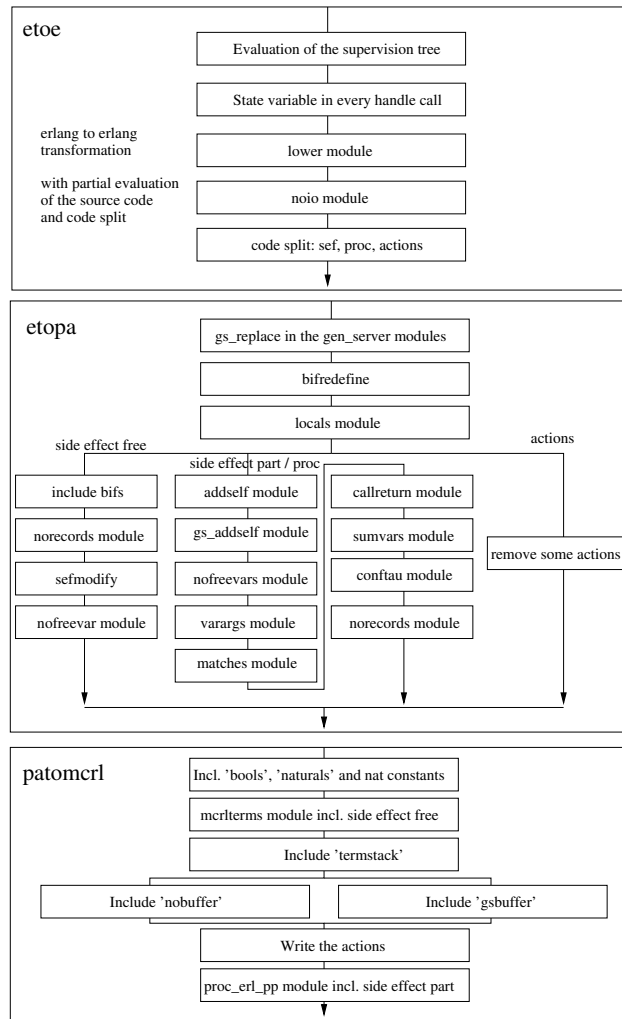 etoe
Evaluation of the supervision tree
State variable in every handle call
erlang to erlang
transformation
lower module
with partial evaluation
of the source code
and code split
noio module
code split: sef, proc, actions
etopa
gs_replace in the gen_server modules
bifredefine
locals module
side effect free
side effect part / proc
actions
include bifs
norecords module
sefmodify
nofreevar module
addself module
gs_addself module
nofreevars module
varargs module
matches module
callreturn module
sumvars module
conftau module
norecords module
remove some actions
patomcrl
Incl. ’bools’, ’naturals’ and nat constants
mcrlterms module incl. side effect free
Include ’termstack’
Include ’nobuffer’
Include ’gsbuffer’
Write the actions
proc_erl_pp module incl. side effect part